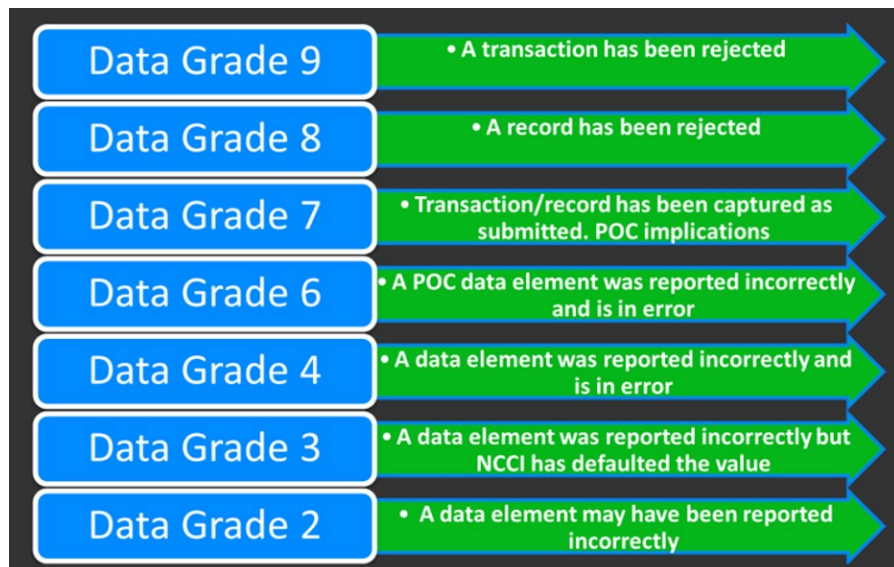 Data Grade 9
• A transaction has been rejected
Data Grade 8
• A record has been rejected
Data Grade 7
• Transaction/record has been captured as
submitted. POC implications
Data Grade 6
• A POC data element was reported incorrectly
and is in error
Data Grade 4
• A data element was reported incorrectly and
is in error
Data Grade 3
• A data element was reported incorrectly but
NCCI has defaulted the value
Data Grade 2
• A data element may have been reported
incorrectly